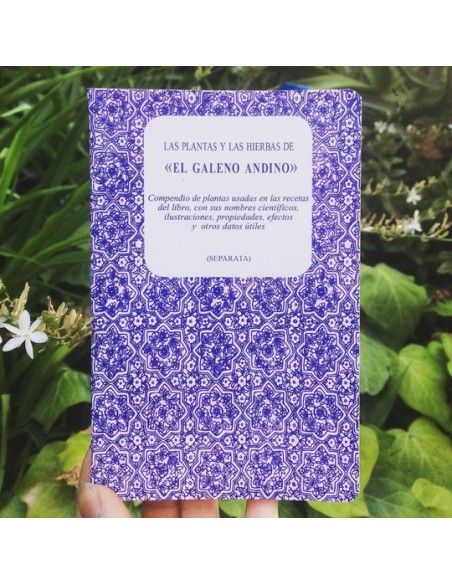 LAS PLANTAS Y LAS HIERBAS DE
«EL GALENO ANDINO»
Compendio de plantas usadas en las recetas
del libro, con sus nombres científicos,
ilustraciones, propiedades, efectos
y otros datos útiles
(SEPARATA)